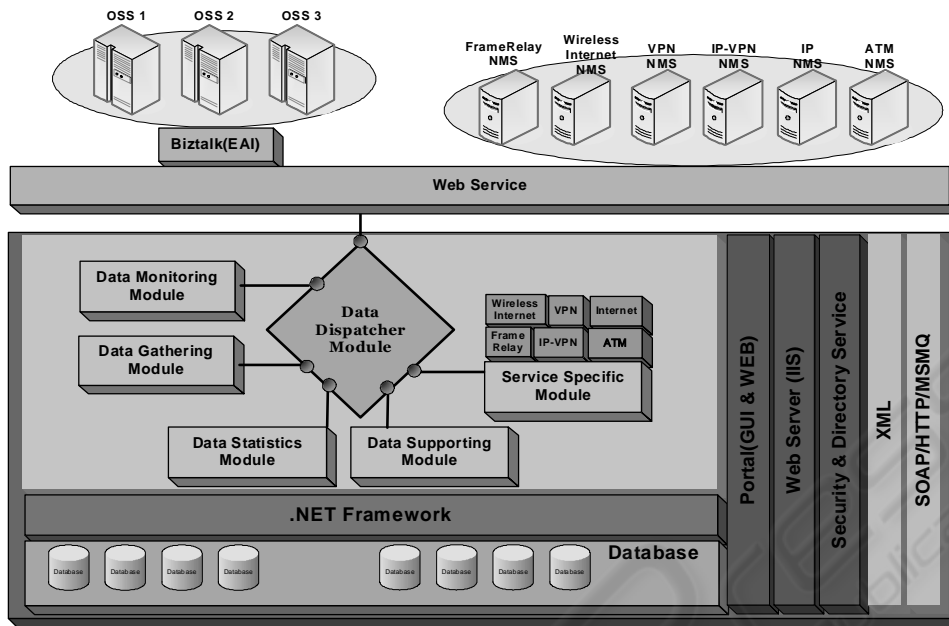 OSS 1
OSS 2
OSS 3
FrameRelay
NMS
Wireless
Internet
NMS
VPN
NMS
IP-VPN
NMS
IP
NMS
ATM
NMS
Biztalk(EAI)
Web Service
Data Monitoring
Module
Data Gathering
Module
Data
Dispatcher
Module
Wireless
Internet
VPN
Internet
Frame
Relay
IP-VPN
ATM
Service Specific
Module
Data Statistics
Module
Data Supporting
Module
.NET Framework
Database
Database
Database
Database
Database
Database
Database
Database
Database
Portal(GUI & WEB)
Web Server (IIS)
Security & Directory Service
XML
SOAP/HTTP/MSMQ